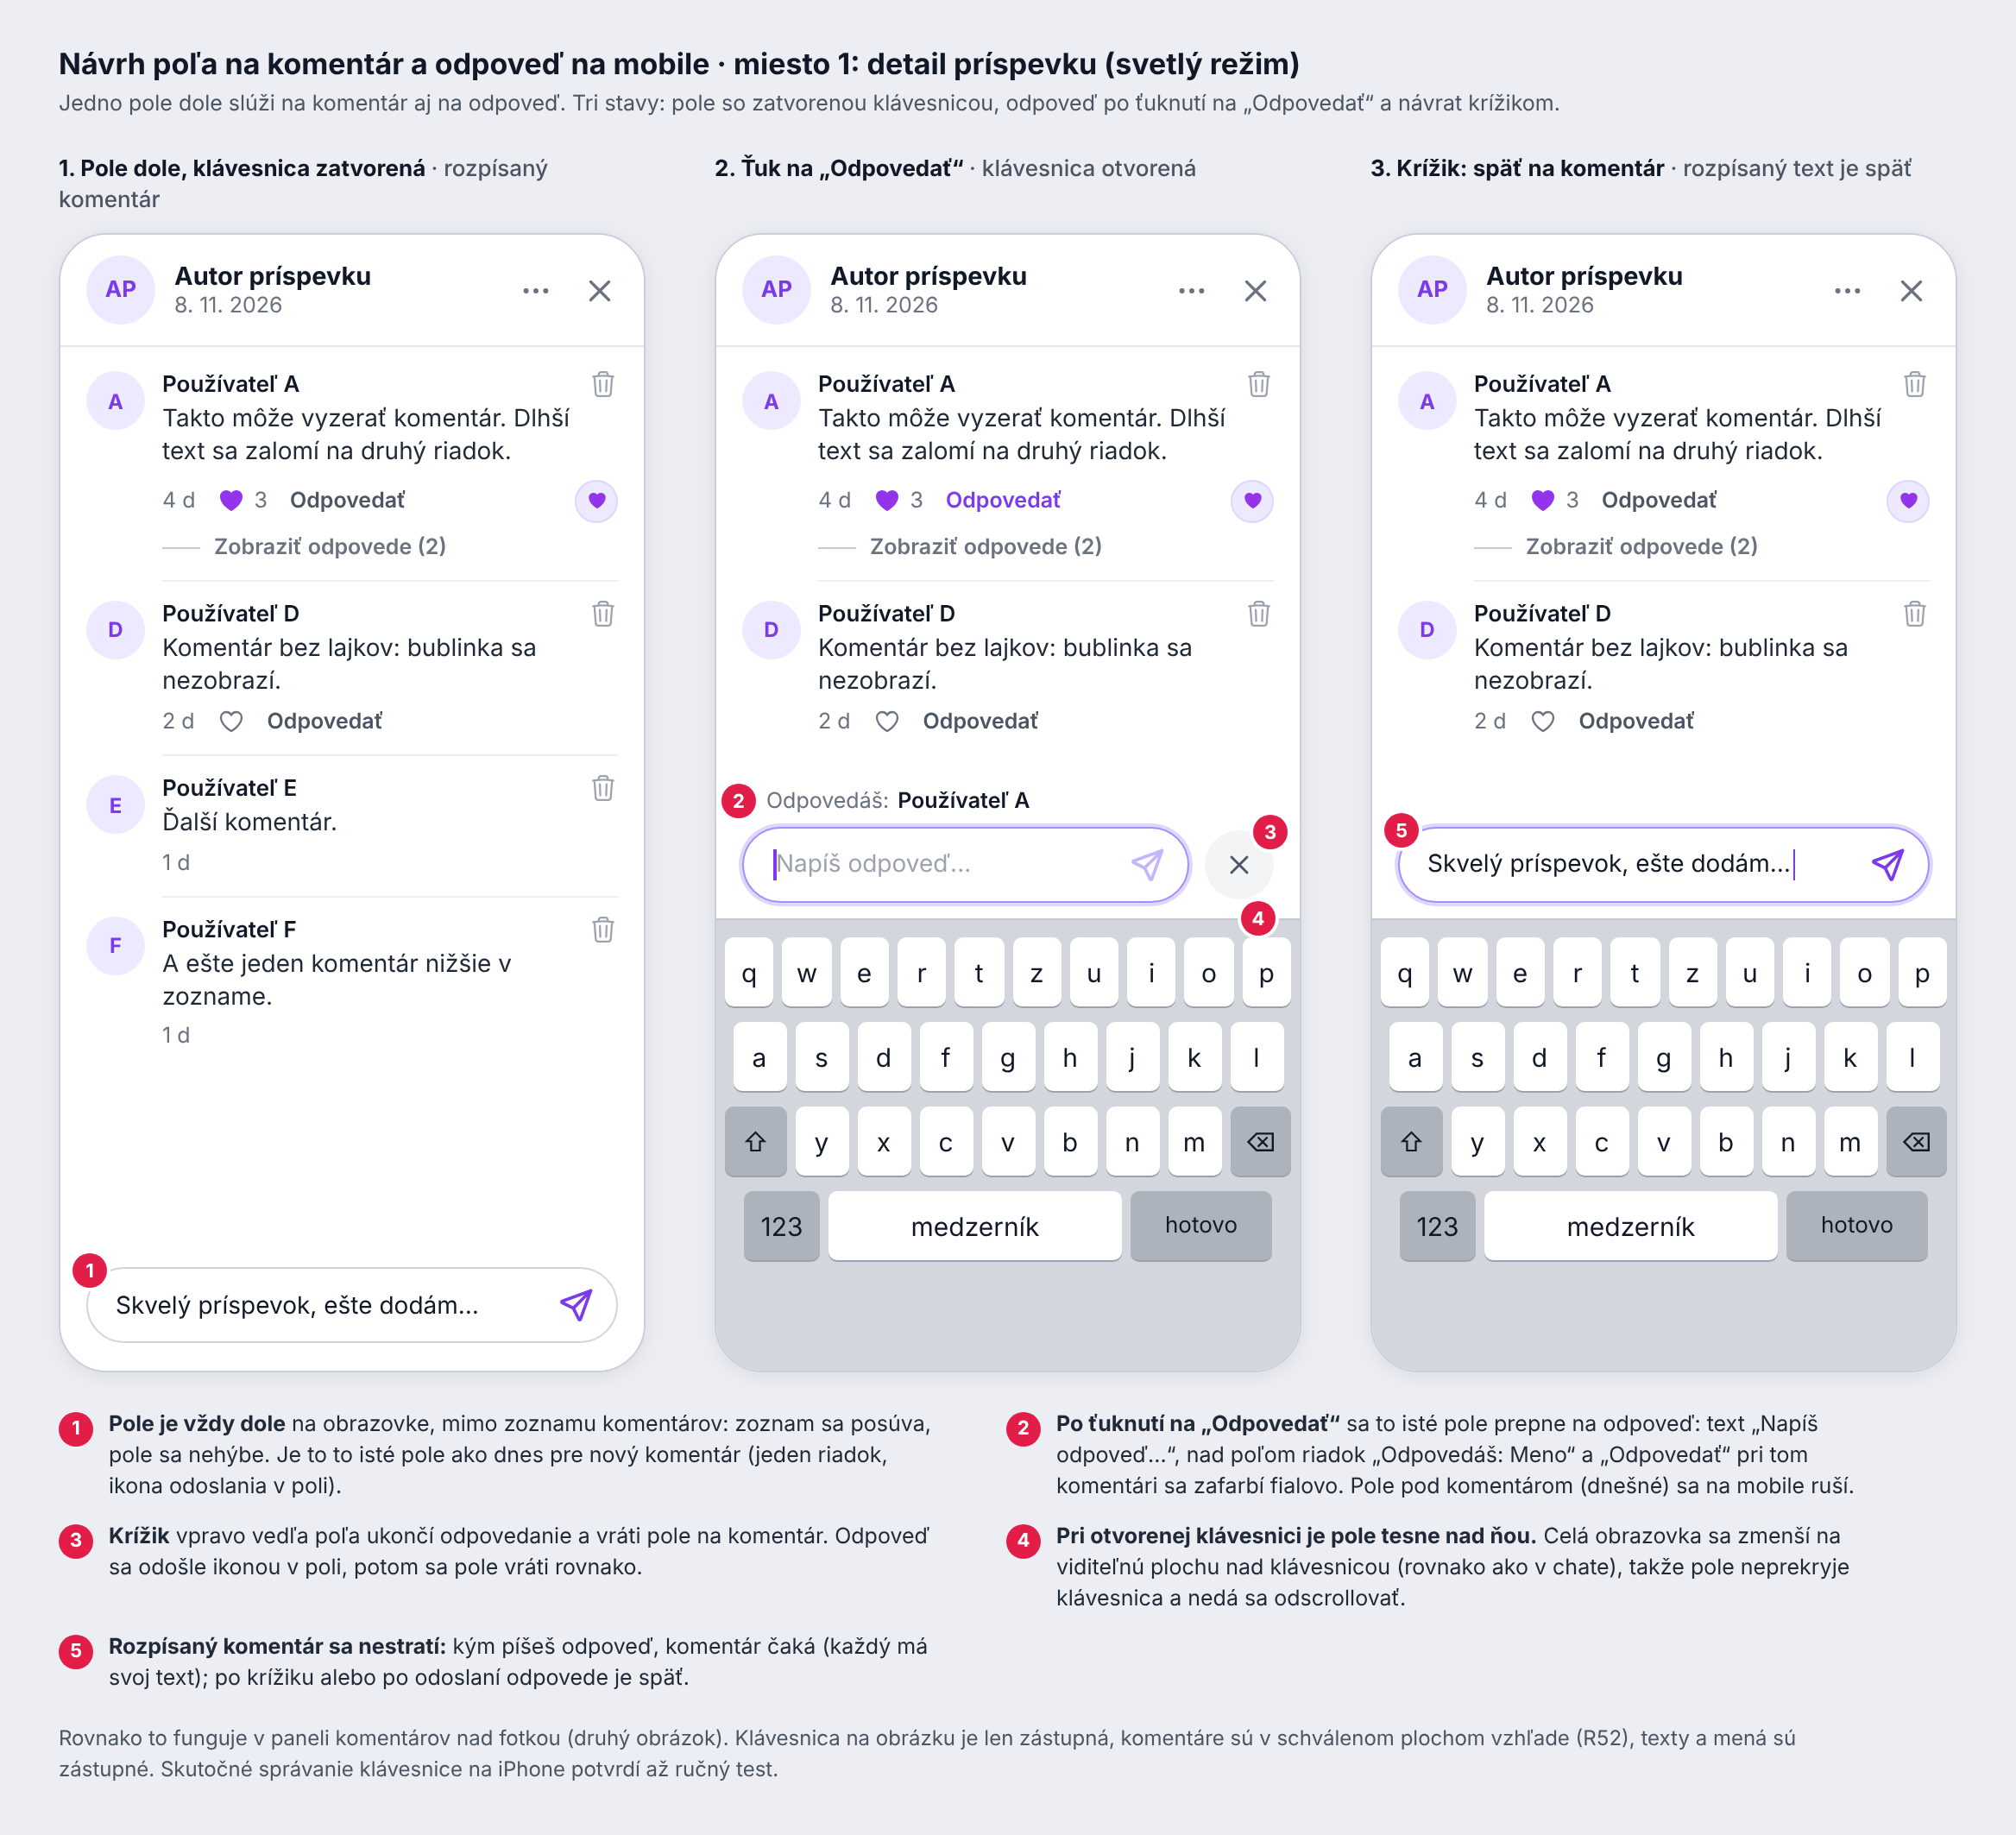 Návrh poľa na komentár a odpoveď na mobile · miesto 1: detail príspevku (svetlý režim)
Jedno pole dole slúži na komentár aj na odpoveď. Tri stavy: pole so zatvorenou klávesnicou, odpoveď po ťuknutí na „Odpovedať“ a návrat krížikom.
1. Pole dole, klávesnica zatvorená · rozpísaný
komentár
AP
Autor príspevku
8. 11. 2026
A
Používateľ A
Takto môže vyzerať komentár. Dlhší
text sa zalomí na druhý riadok.
4 d 3 Odpovedať
Zobraziť odpovede (2)
D
Používateľ D
Komentár bez lajkov: bublinka sa
nezobrazí.
2 d Odpovedať
E
Používateľ E
Ďalší komentár.
1 d
F
Používateľ F
A ešte jeden komentár nižšie v
zozname.
1 d
1
Skvelý príspevok, ešte dodám...
2. Ťuk na „Odpovedať“ · klávesnica otvorená
AP
Autor príspevku
8. 11. 2026
A
Používateľ A
Takto môže vyzerať komentár. Dlhší
text sa zalomí na druhý riadok.
4 d 3 Odpovedať
Zobraziť odpovede (2)
D
Používateľ D
Komentár bez lajkov: bublinka sa
nezobrazí.
2 d Odpovedať
2 Odpovedáš: Používateľ A
3
Napíš odpoveď...
4
q w e r t z u i o p
a s d f g h j k l
y x c v b n m
123 medzerník hotovo
3. Krížik: späť na komentár · rozpísaný text je späť
AP
Autor príspevku
8. 11. 2026
A
Používateľ A
Takto môže vyzerať komentár. Dlhší
text sa zalomí na druhý riadok.
4 d 3 Odpovedať
Zobraziť odpovede (2)
D
Používateľ D
Komentár bez lajkov: bublinka sa
nezobrazí.
2 d Odpovedať
5
Skvelý príspevok, ešte dodám...
q w e r t z u i o p
a s d f g h j k l
y x c v b n m
123 medzerník hotovo
1 Pole je vždy dole na obrazovke, mimo zoznamu komentárov: zoznam sa posúva,
pole sa nehýbe. Je to to isté pole ako dnes pre nový komentár (jeden riadok,
ikona odoslania v poli).
2 Po ťuknutí na „Odpovedať“ sa to isté pole prepne na odpoveď: text „Napíš
odpoveď...“, nad poľom riadok „Odpovedáš: Meno“ a „Odpovedať“ pri tom
komentári sa zafarbí fialovo. Pole pod komentárom (dnešné) sa na mobile ruší.
3 Krížik vpravo vedľa poľa ukončí odpovedanie a vráti pole na komentár. Odpoveď
sa odošle ikonou v poli, potom sa pole vráti rovnako.
4 Pri otvorenej klávesnici je pole tesne nad ňou. Celá obrazovka sa zmenší na
viditeľnú plochu nad klávesnicou (rovnako ako v chate), takže pole neprekryje
klávesnica a nedá sa odscrollovať.
5 Rozpísaný komentár sa nestratí: kým píšeš odpoveď, komentár čaká (každý má
svoj text); po krížiku alebo po odoslaní odpovede je späť.
Rovnako to funguje v paneli komentárov nad fotkou (druhý obrázok). Klávesnica na obrázku je len zástupná, komentáre sú v schválenom plochom vzhľade (R52), texty a mená sú
zástupné. Skutočné správanie klávesnice na iPhone potvrdí až ručný test.